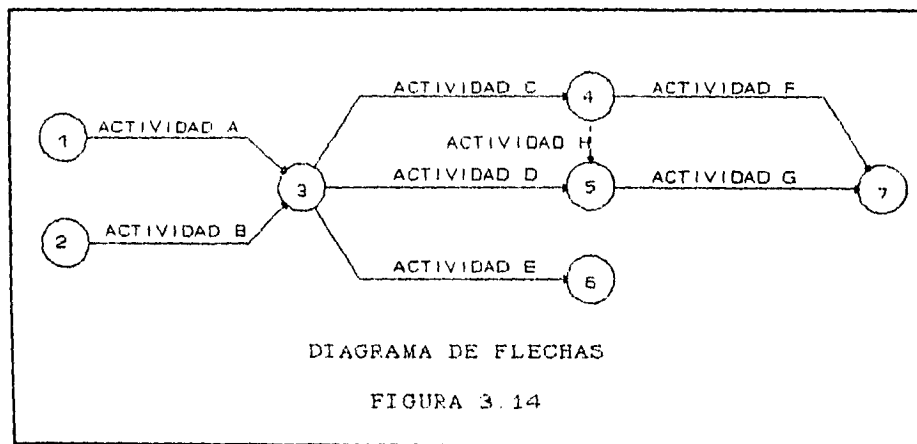 ACTIVIDAD C
4
ACTIVIDAD F
1
ACTIVIDAD A
ACTIVIDAD H
3
ACTIVIDAD D
5
ACTIVIDAD G
7
2
ACTIVIDAD B
ACTIVIDAD E
6
DIAGRAMA DE FLECHAS
FIGURA 3.14